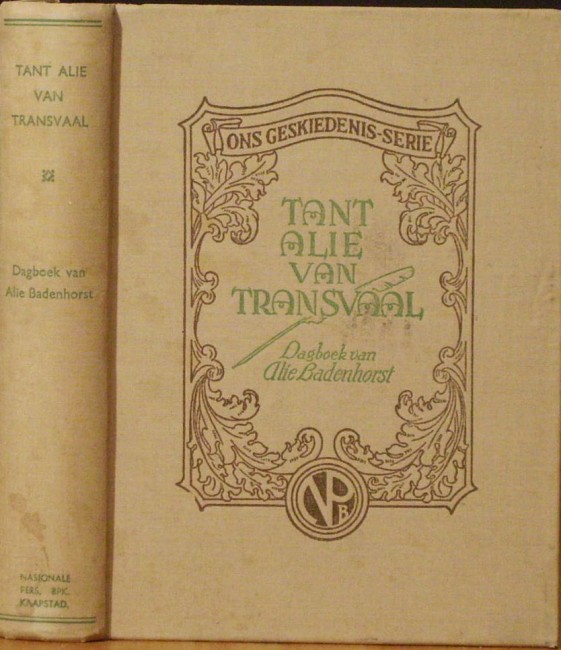 TANT ALIE
VAN
TRANSVAAL
Dagboek van
Alie Badenhorst
NASIONALE
PERS, BPK.
KAAPSTAD.
ONS GESKIEDENIS-SERIE
TANT
ALIE
VAN
TRANSVAAL
Dagboek van
Alie Badenhorst
NPB.